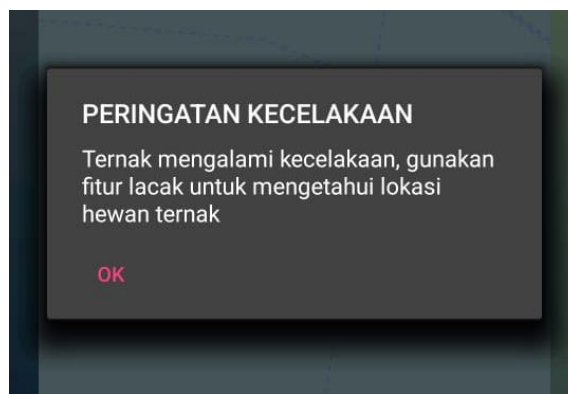 PERINGATAN KECELAKAAN
Ternak mengalami kecelakaan, gunakan
fitur lacak untuk mengetahui lokasi
hewan ternak
OK